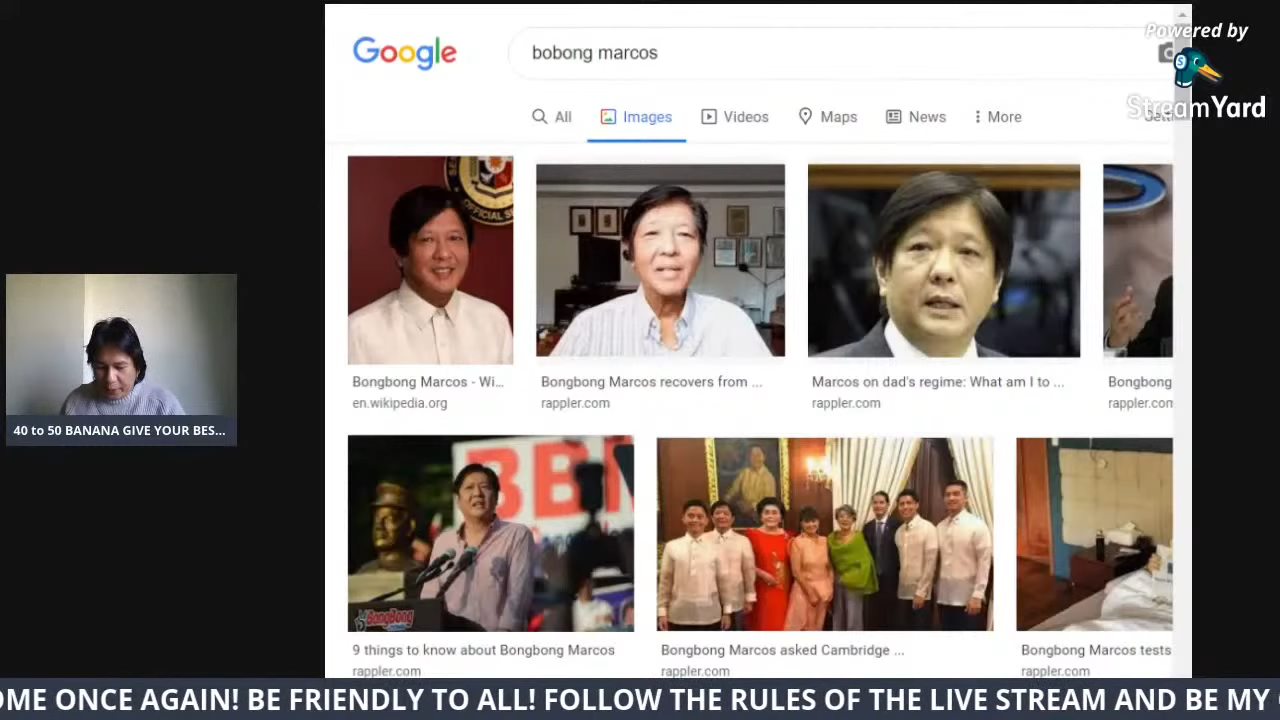 Google
bobong marcos
Powered by
StreamYard
All
Images
Videos
Maps
News
More
OFFICIAL
Bongbong Marcos - Wi...
en.wikipedia.org
Bongbong Marcos recovers from ...
rappler.com
Marcos on dad's regime: What am I to ...
rappler.com
Bongbong
rappler.com
40 to 50 BANANA GIVE YOUR BES...
BBM
BongBong
9 things to know about Bongbong Marcos
rappler.com
Bongbong Marcos asked Cambridge ...
rappler.com
Bongbong Marcos tests
rappler.com
OME ONCE AGAIN! BE FRIENDLY TO ALL! FOLLOW THE RULES OF THE LIVE STREAM AND BE MY